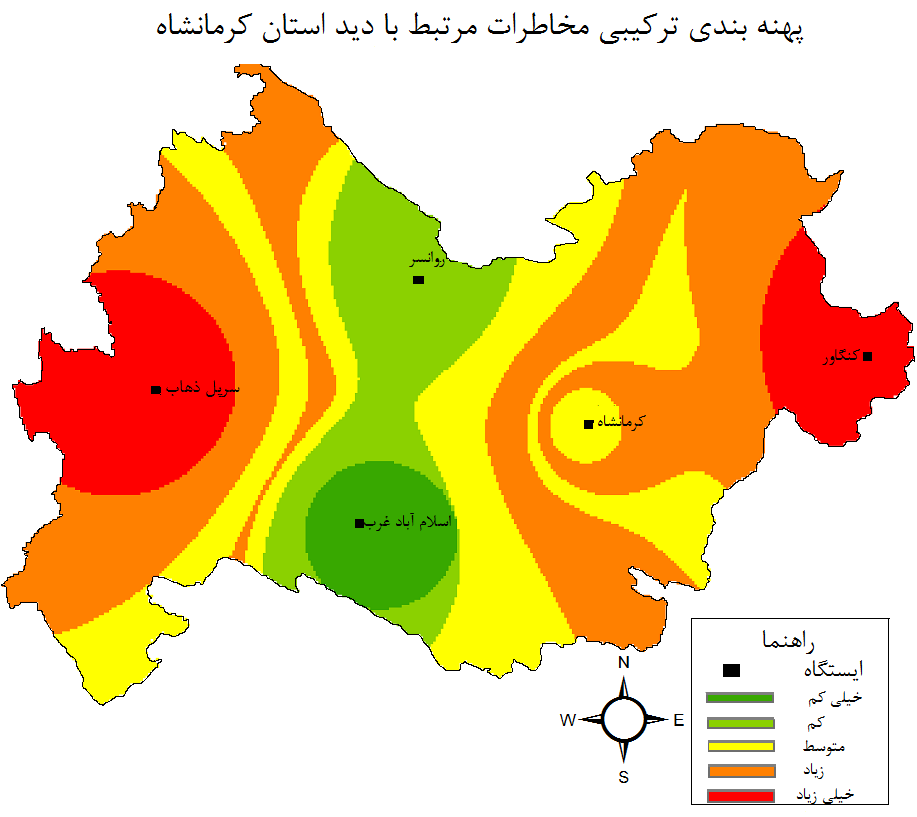 پهنه بندی ترکیبی مخاطرات مرتبط با دید استان کرمانشاه
روانسر
کنگاور
سرپل ذهاب
کرمانشاه
اسلام آباد غرب
N
W
E
S
راهنما
ایستگاه
خیلی کم
کم
متوسط
زیاد
خیلی زیاد